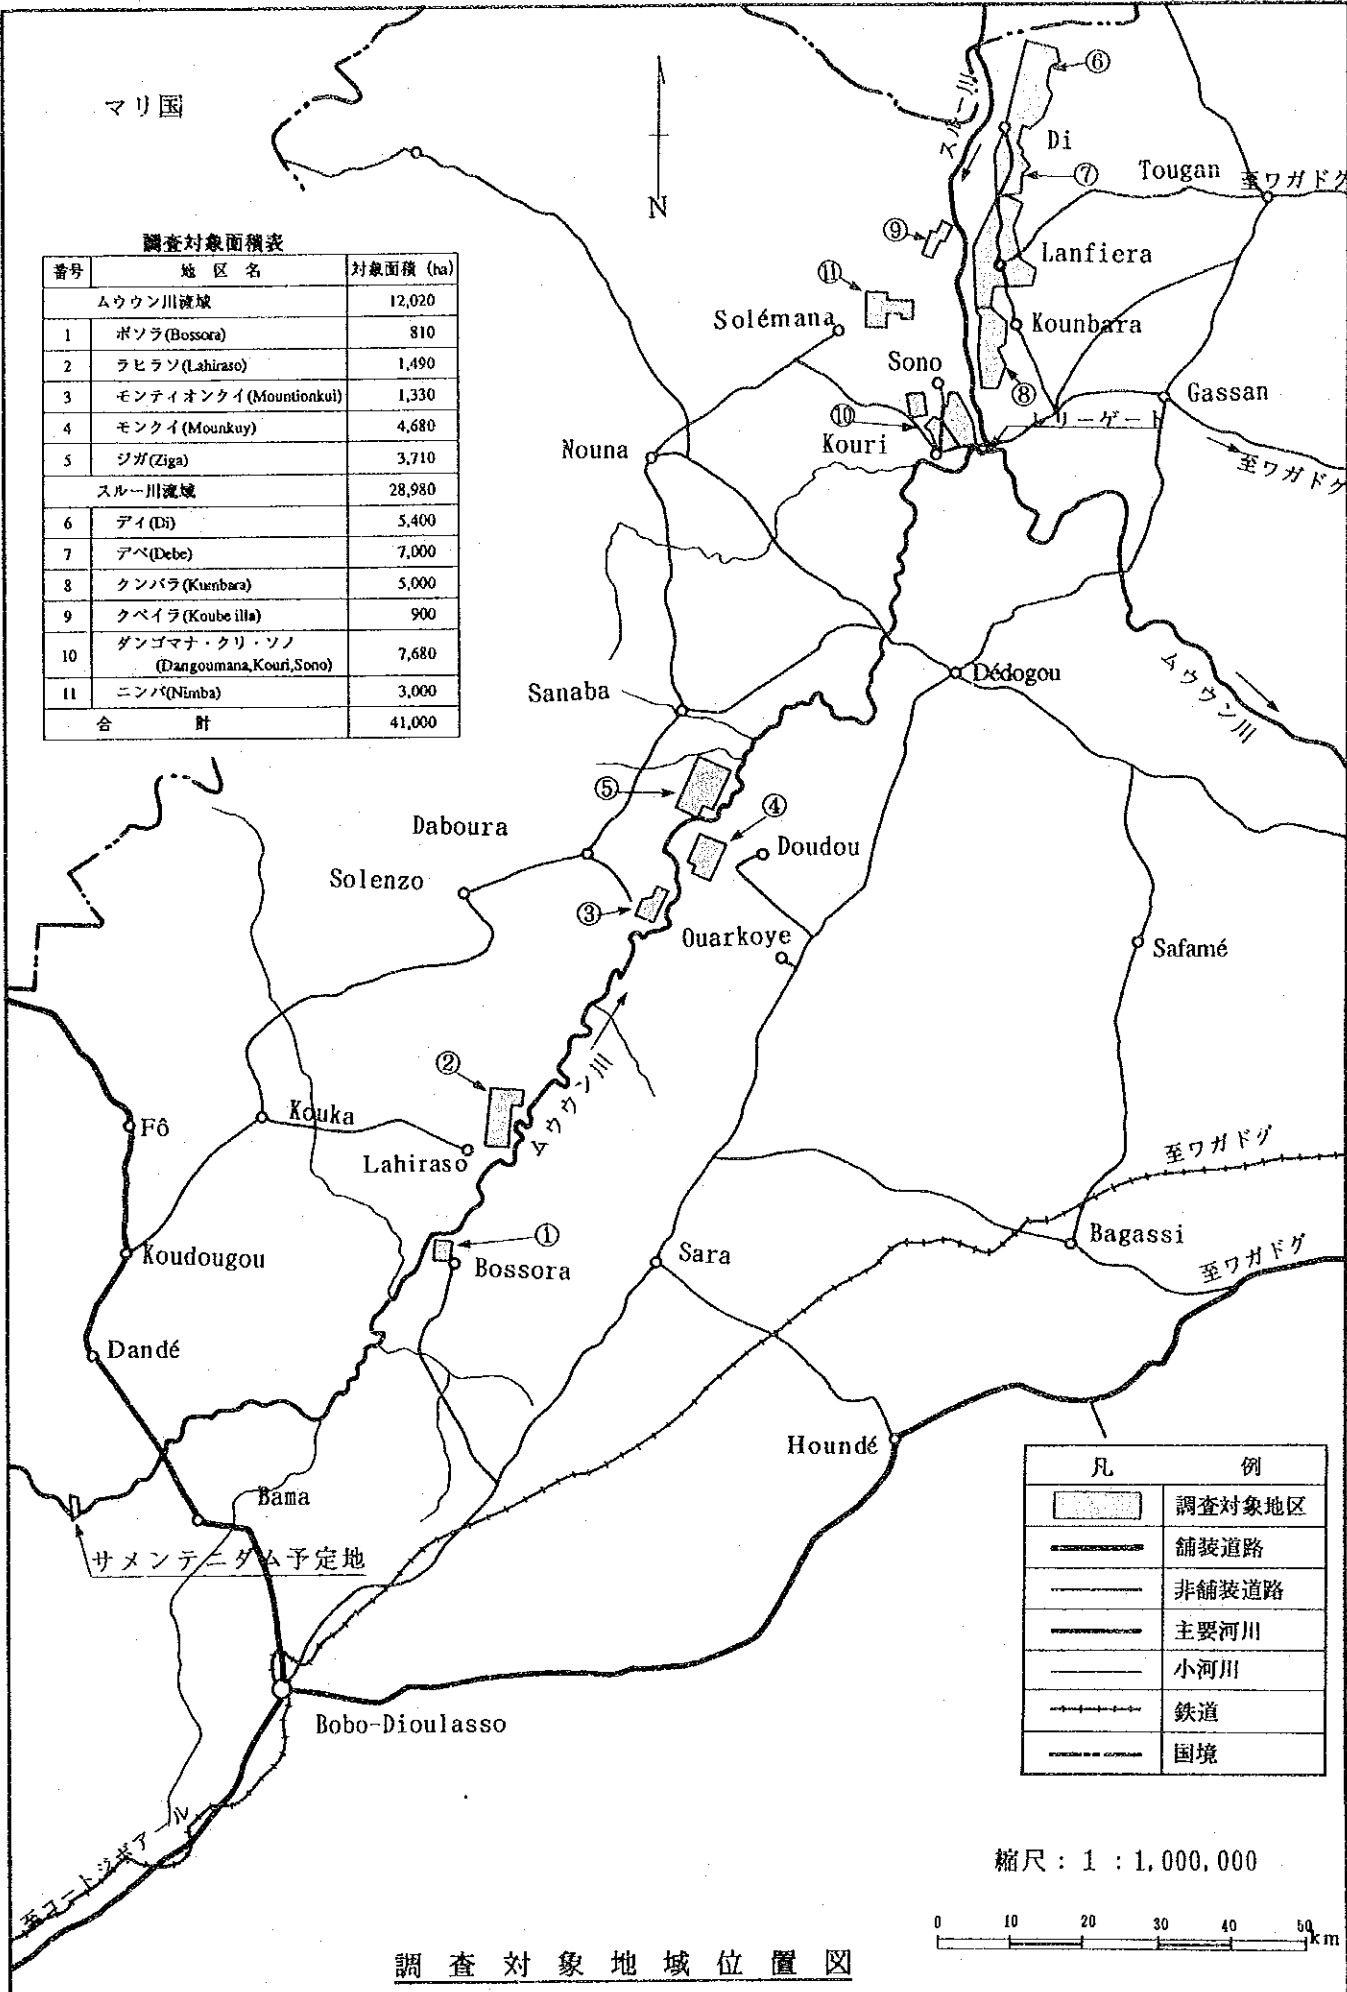 マリ国
N
スルー川
⑥
Di
⑦
Tougan
至ワガドグ
⑨
Lanfiera
⑪
Solémana
Kounbara
Sono
⑧
Gassan
⑩
トリーゲート
Kouri
Nouna
至ワガドグ
調査対象面積表
番号 地区名 対象面積 (ha)
ムウウン川流域 12,020
1 ボソラ(Bossora) 810
2 ラヒラソ(Lahiraso) 1,490
3 モンティオンクイ(Mountionkui) 1,330
4 モンクイ(Mounkuy) 4,680
5 ジガ(Ziga) 3,710
スルー川流域 28,980
6 ディ(Di) 5,400
7 デベ(Debe) 7,000
8 クンバラ(Kumbara) 5,000
9 クベイラ(Koube illa) 900
10 ダンゴマナ・クリ・ソノ
(Dangoumana,Kouri,Sono) 7,680
11 ニンバ(Nimba) 3,000
合計 41,000
Dédogou
ムウウン川
Sanaba
⑤
④
Daboura
Doudou
Solenzo
③
Ouarkoye
Safamé
②
ムウウン川
Kouka
Fô
Lahiraso
至ワガドグ
①
Bagassi
Koudougou
Bossora
Sara
至ワガドグ
Dandé
Houndé
Bama
サメンテニダム予定地
Bobo-Dioulasso
至コートジボアール
凡例
調査対象地区
舗装道路
非舗装道路
主要河川
小河川
鉄道
国境
縮尺：1：1,000,000
0 10 20 30 40 50 km
調査対象地域位置図